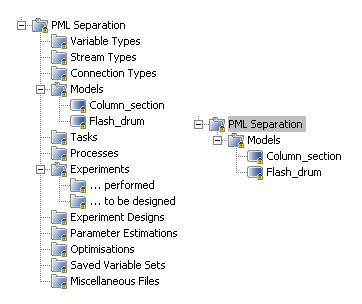 PML Separation
Variable Types
Stream Types
Connection Types
Models
Column_section
Flash_drum
Tasks
Processes
Experiments
... performed
... to be designed
Experiment Designs
Parameter Estimations
Optimisations
Saved Variable Sets
Miscellaneous Files
PML Separation
Models
Column_section
Flash_drum